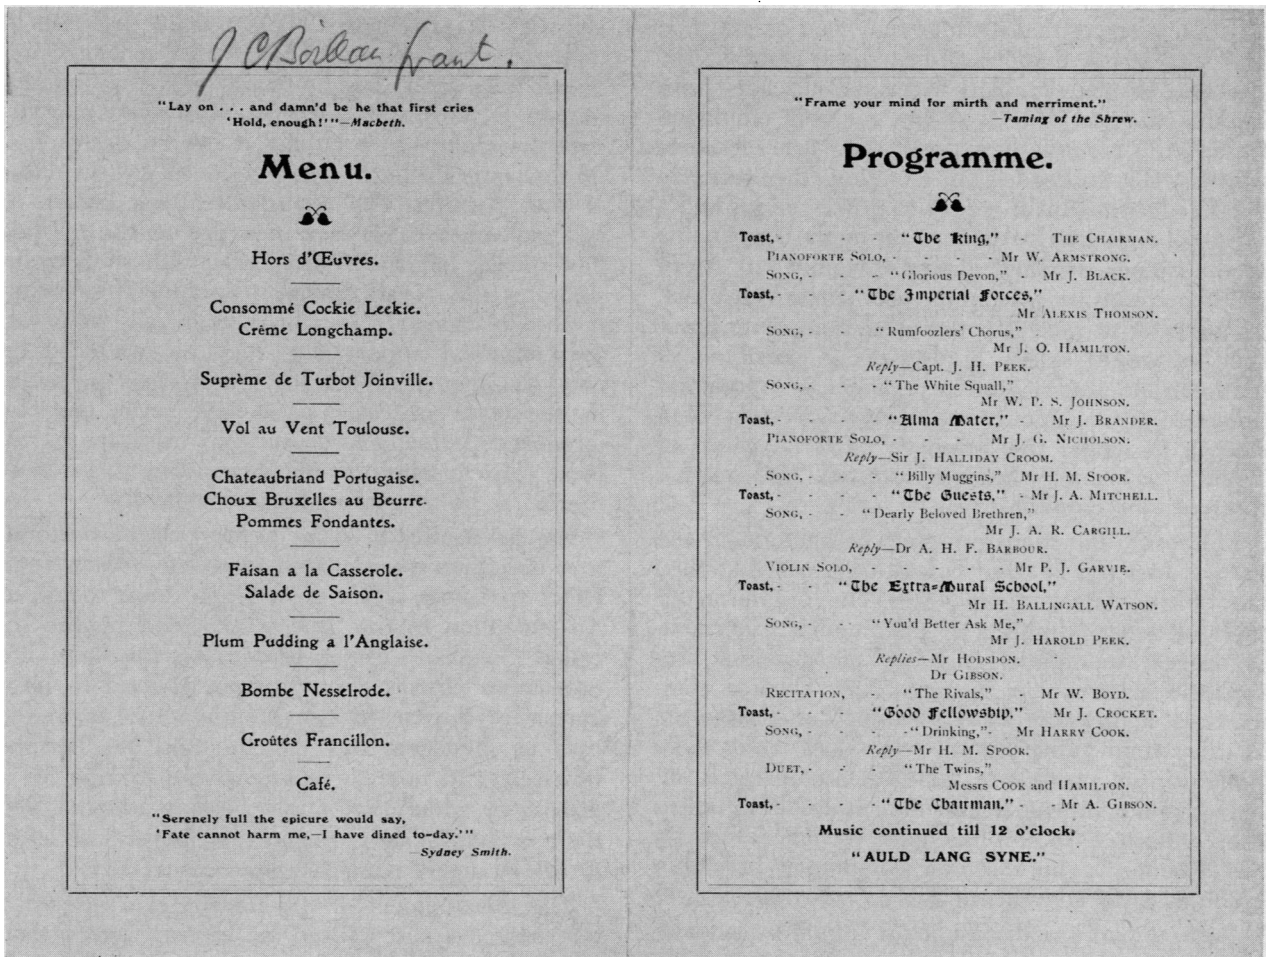 J C Boileau Grant.
"Lay on . . . and damn'd be he that first cries
'Hold, enough!'"—Macbeth.
Menu.
Hors d'Œuvres.
Consommé Cockie Leekie.
Crême Longchamp.
Suprème de Turbot Joinville.
Vol au Vent Toulouse.
Chateaubriand Portugaise.
Choux Bruxelles au Beurre.
Pommes Fondantes.
Faisan a la Casserole.
Salade de Saison.
Plum Pudding a l'Anglaise.
Bombe Nesselrode.
Croûtes Francillon.
Café.
"Serenely full the epicure would say,
'Fate cannot harm me,—I have dined to-day.'"
—Sydney Smith.
"Frame your mind for mirth and merriment."
—Taming of the Shrew.
Programme.
Toast, - - - "The King," - THE CHAIRMAN.
PIANOFORTE SOLO, - - - - Mr W. ARMSTRONG.
SONG, - - - "Glorious Devon," - Mr J. BLACK.
Toast, - - - "The Imperial Forces,"
Mr ALEXIS THOMSON.
SONG, - - "Rumfoozlers' Chorus,"
Mr J. O. HAMILTON.
Reply—Capt. J. H. PEEK.
SONG, - - - "The White Squall,"
Mr W. P. S. JOHNSON.
Toast, - - - - "Alma Mater," - Mr J. BRANDER.
PIANOFORTE SOLO, - - - - Mr J. G. NICHOLSON.
Reply—Sir J. HALLIDAY CROOM.
SONG, - - - "Billy Muggins," Mr H. M. SPOOR.
Toast, - - - - "The Guests," - Mr J. A. MITCHELL.
SONG, - - "Dearly Beloved Brethren,"
Mr J. A. R. CARGILL.
Reply—Dr A. H. F. BARBOUR.
VIOLIN SOLO, - - - - - Mr P. J. GARVIE.
Toast, - - "The Extra-Mural School,"
Mr H. BALLINGALL WATSON.
SONG, - - - "You'd Better Ask Me,"
Mr J. HAROLD PEEK.
Replies—Mr HODSDON.
Dr GIBSON.
RECITATION, - - "The Rivals," - Mr W. BOYD.
Toast, - - - "Good Fellowship," Mr J. CROCKET.
SONG, - - - - "Drinking," - Mr HARRY COOK.
Reply—Mr H. M. SPOOR.
DUET, - - - "The Twins,"
Messrs COOK and HAMILTON.
Toast, - - - - "The Chairman," - - Mr A. GIBSON.
Music continued till 12 o'clock.
"AULD LANG SYNE."